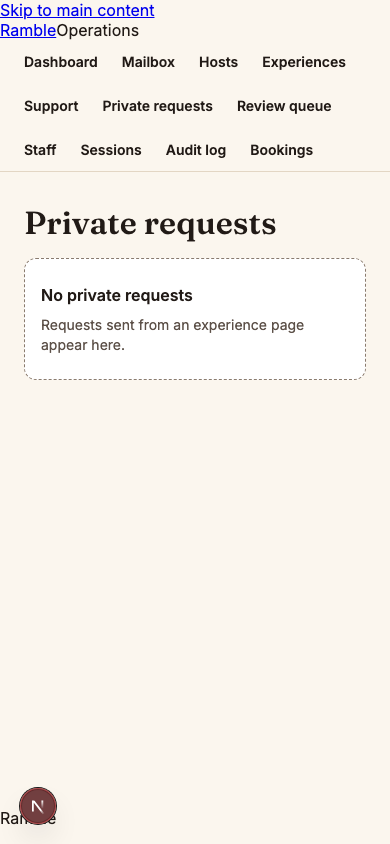 Skip to main content
RambleOperations
Dashboard Mailbox Hosts Experiences
Support Private requests Review queue
Staff Sessions Audit log Bookings
Private requests
No private requests
Requests sent from an experience page
appear here.
N